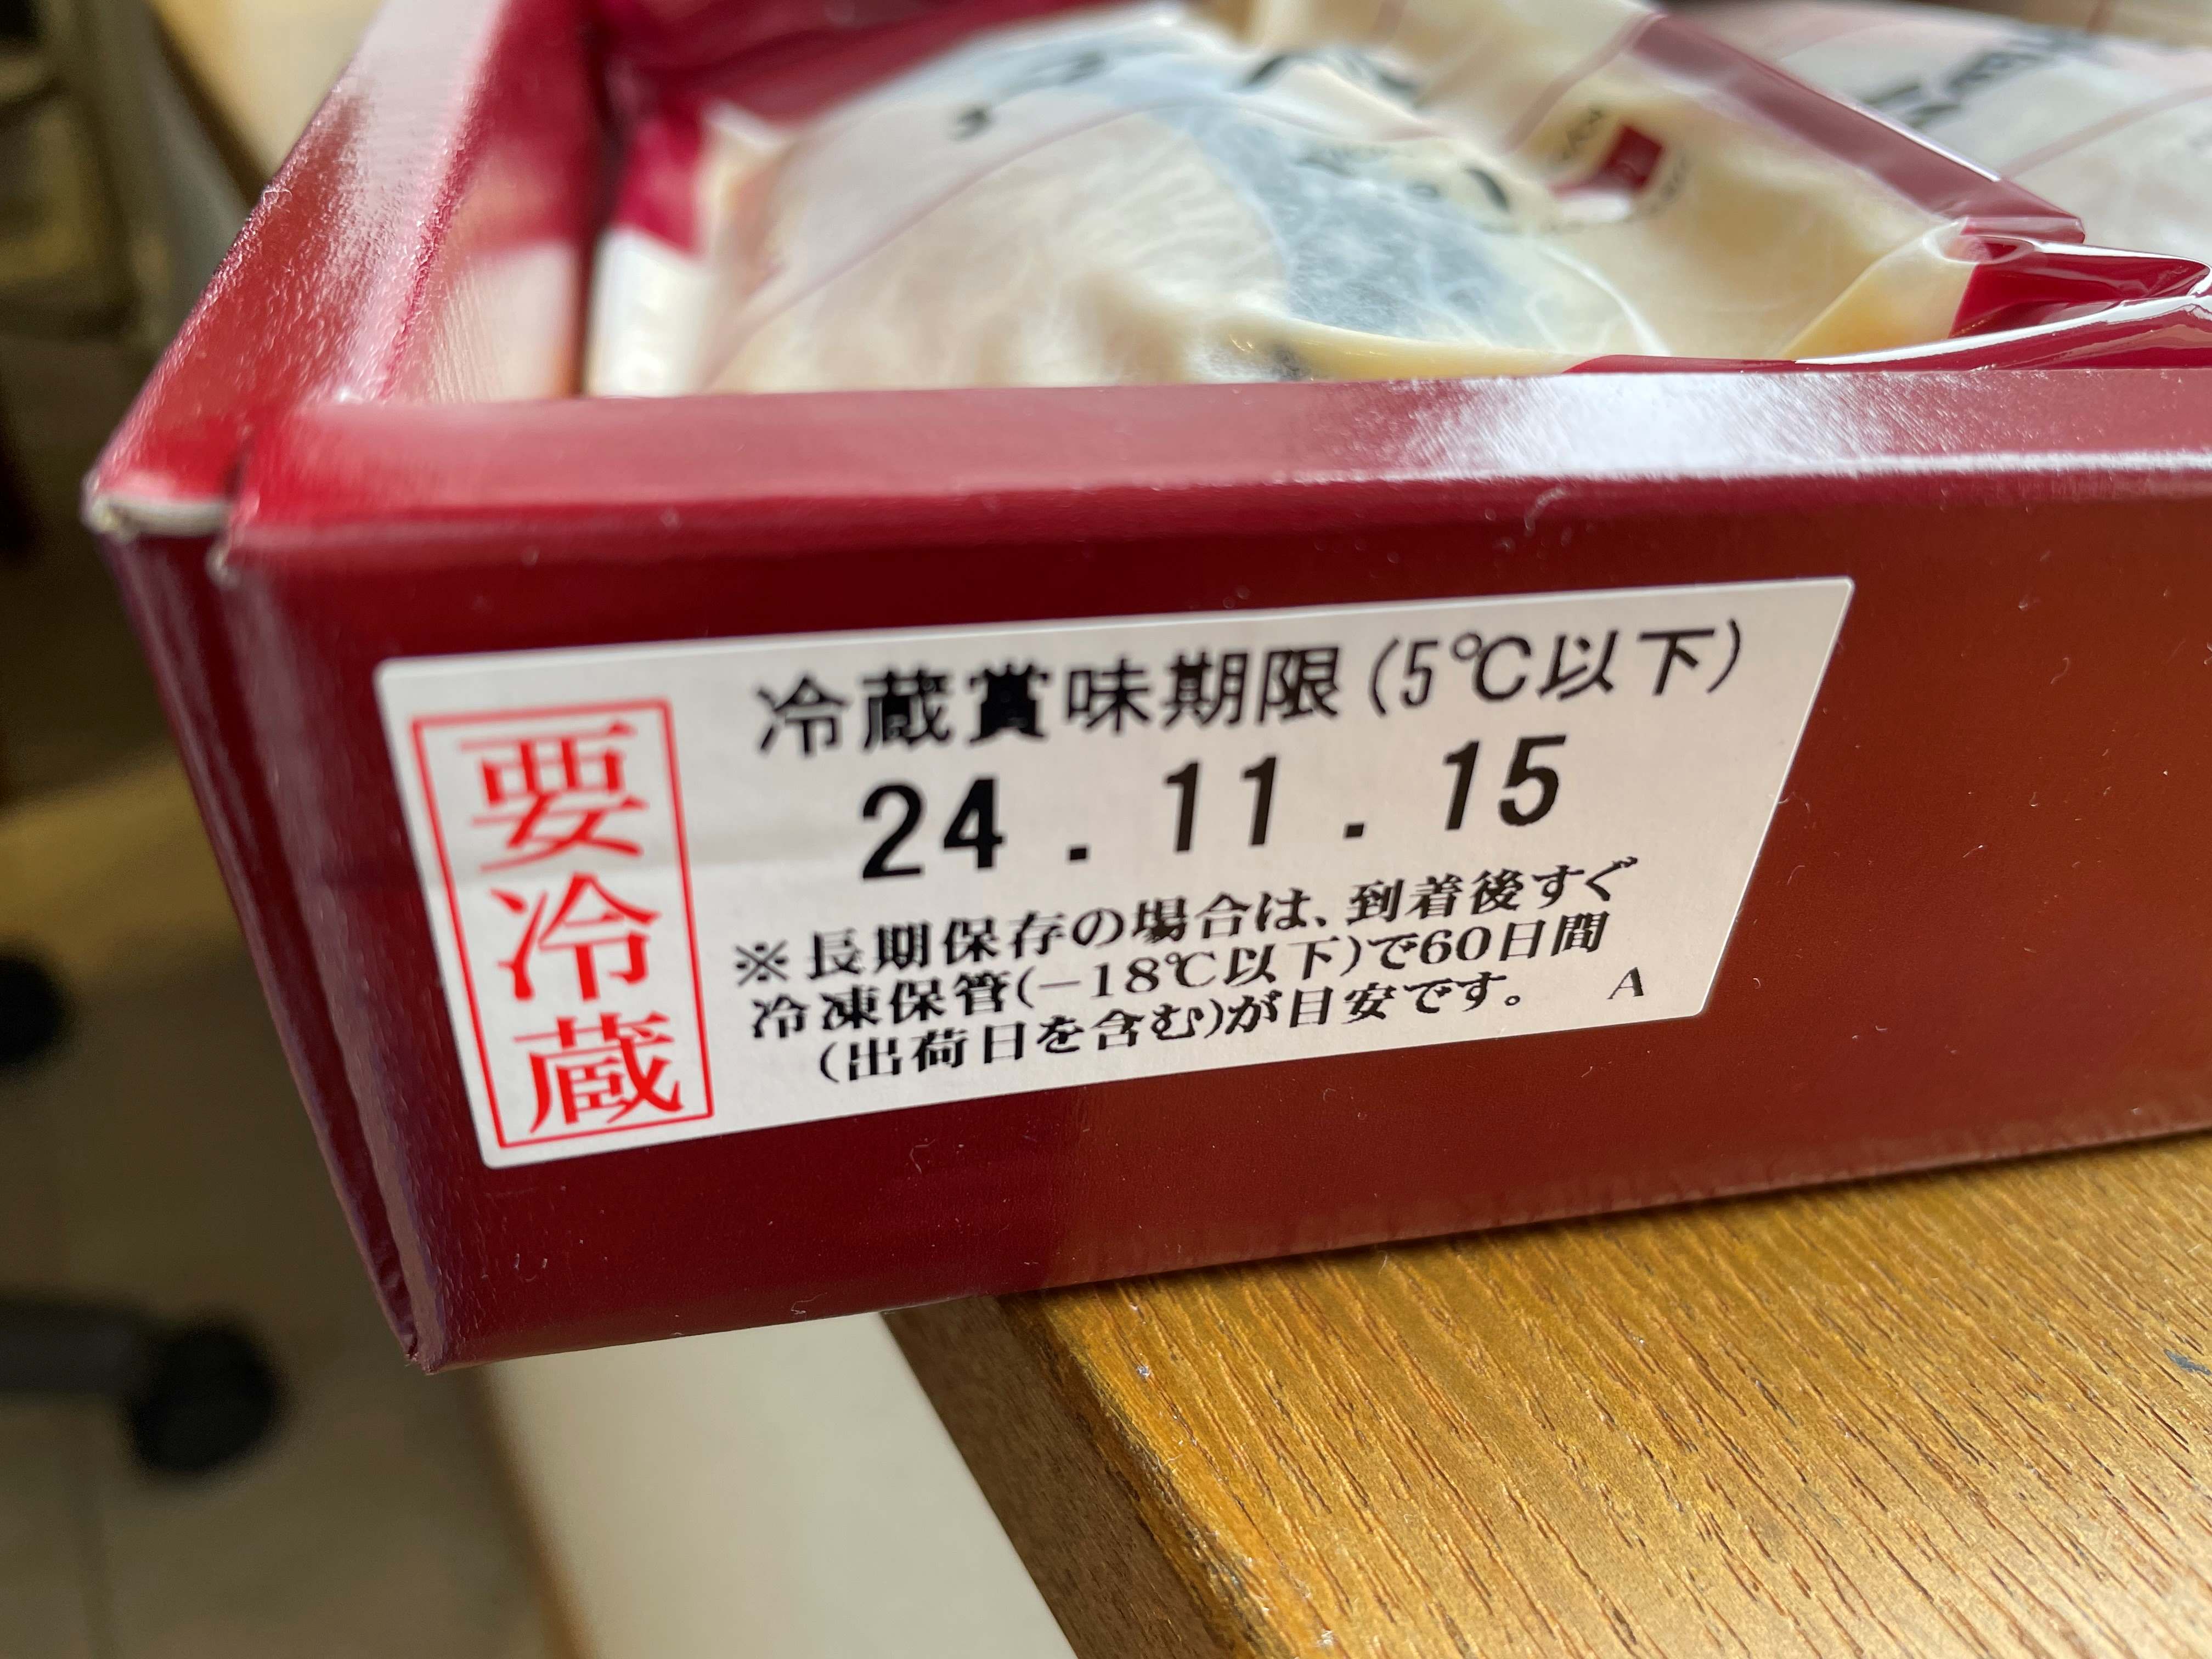 要冷蔵
冷蔵賞味期限(5℃以下)
24.11.15
※長期保存の場合は、到着後すぐ
冷凍保管(−18℃以下)で60日間
(出荷日を含む)が目安です。 A